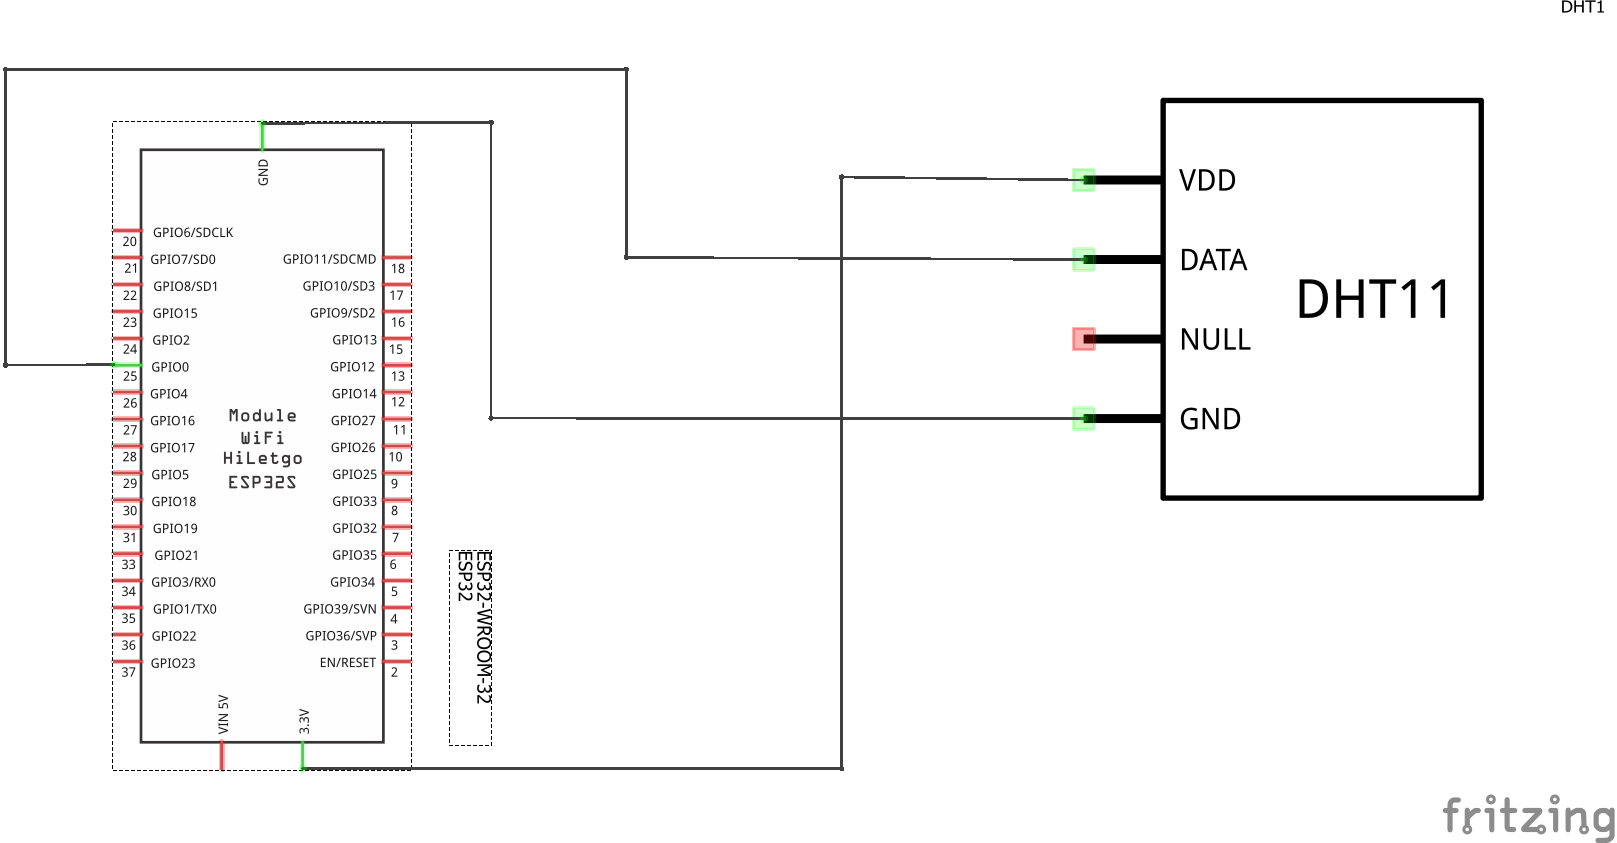 DHT1
GND
GPIO6/SDCLK
20
GPIO7/SD0
21
GPIO8/SD1
22
GPIO15
23
GPIO2
24
GPIO0
25
GPIO4
26
GPIO16
27
GPIO17
28
GPIO5
29
GPIO18
30
GPIO19
31
GPIO21
33
GPIO3/RX0
34
GPIO1/TX0
35
GPIO22
36
GPIO23
37
GPIO11/SDCMD
18
GPIO10/SD3
17
GPIO9/SD2
16
GPIO13
15
GPIO12
13
GPIO14
12
GPIO27
11
GPIO26
10
GPIO25
9
GPIO33
8
GPIO32
7
GPIO35
6
GPIO34
5
GPIO39/SVN
4
GPIO36/SVP
3
EN/RESET
2
Module
WiFi
HiLetgo
ESP32S
VIN 5V
3.3V
ESP32-WROOM-32
ESP32
VDD
DATA
NULL
GND
DHT11
fritzing